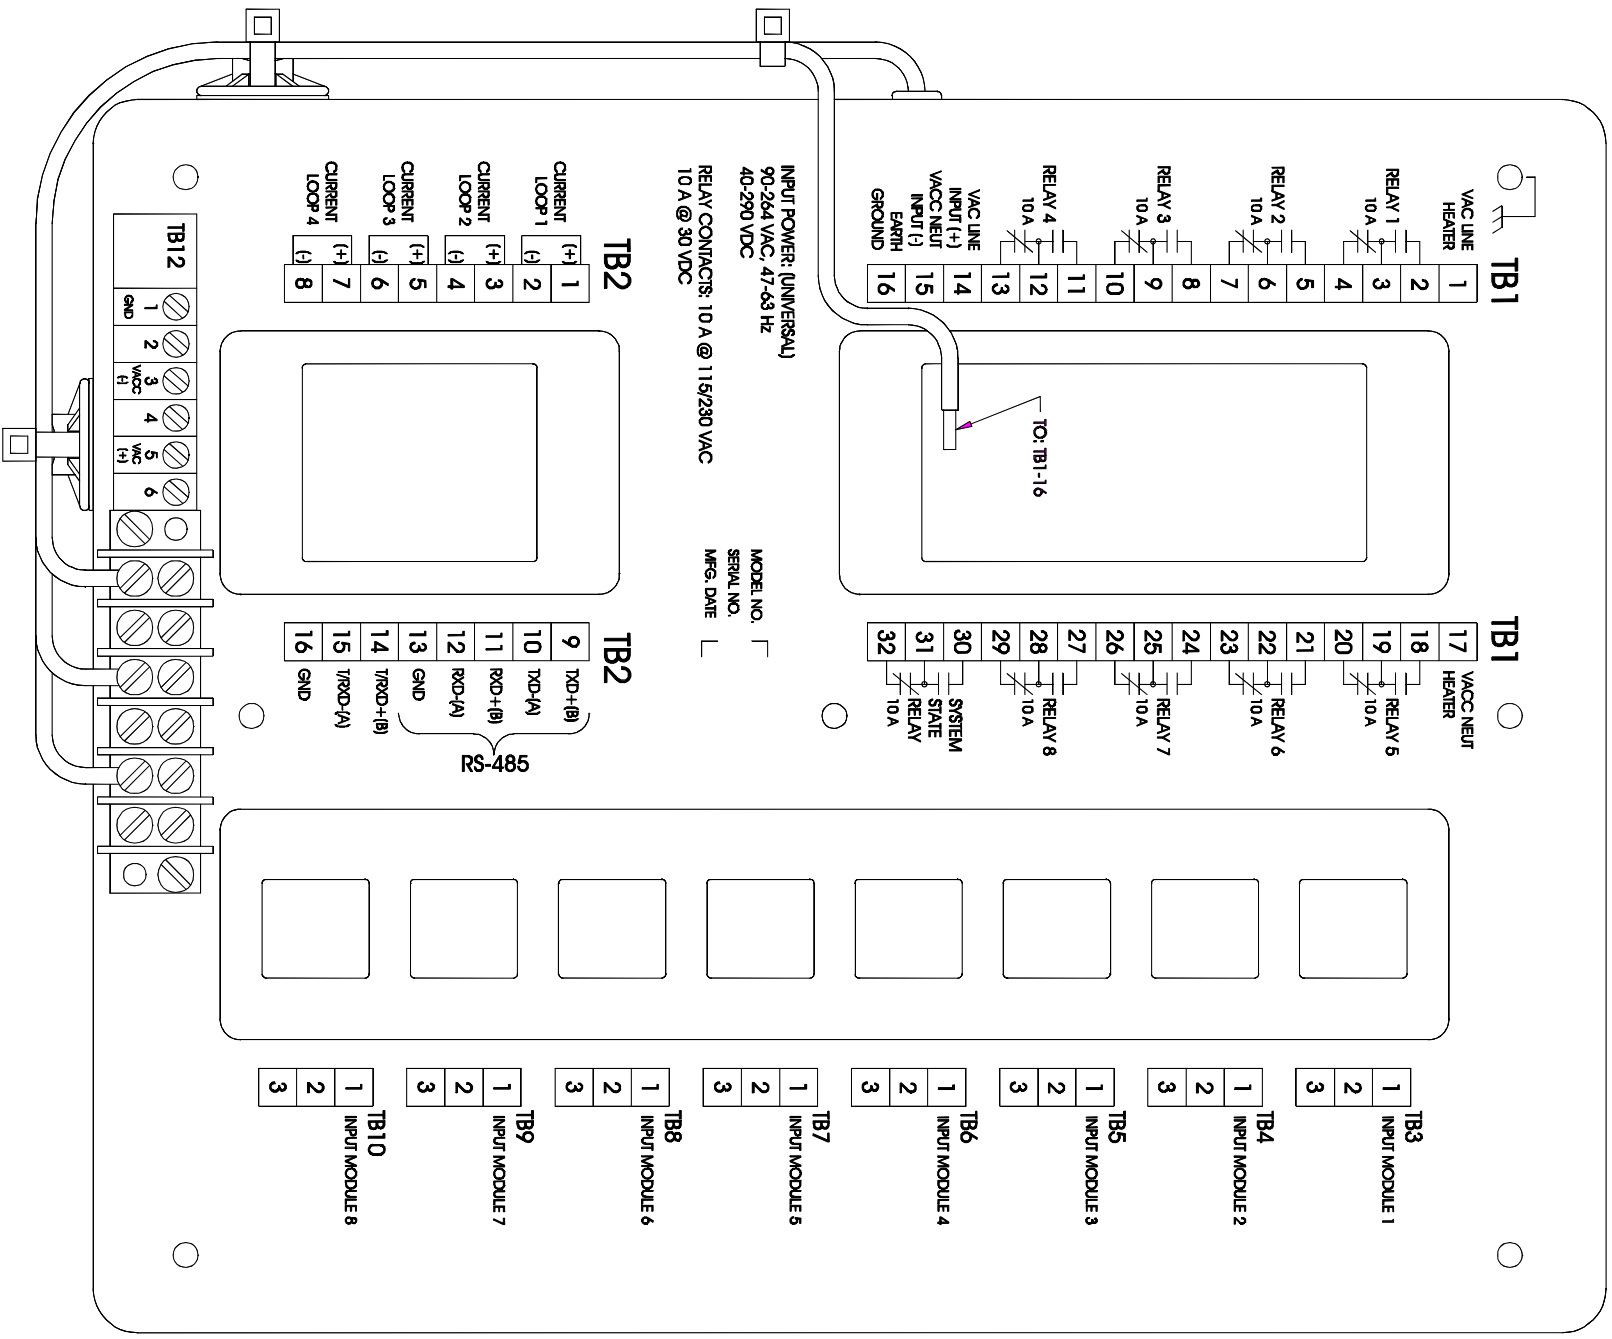 TB1
VAC LINE
HEATER
1
2
RELAY 1
3
10 A
4
5
RELAY 2
6
10 A
7
8
RELAY 3
9
10 A
10
11
RELAY 4
12
10 A
13
VAC LINE
INPUT (+)
14
VACC NEUT
INPUT (-)
15
EARTH
GROUND
16
TO: TB1-16
TB1
17
VACC NEUT
HEATER
18
19
RELAY 5
10 A
20
21
22
RELAY 6
10 A
23
24
25
RELAY 7
10 A
26
27
28
RELAY 8
10 A
29
30
SYSTEM
31
STATE
RELAY
32
10 A
INPUT POWER: (UNIVERSAL)
90-264 VAC, 47-63 Hz
40-290 VDC
RELAY CONTACTS: 10 A @ 115/230 VAC
10 A @ 30 VDC
MODEL NO.
SERIAL NO.
MFG. DATE
TB2
CURRENT
LOOP 1
(+) 1
(-) 2
CURRENT
LOOP 2
(+) 3
(-) 4
CURRENT
LOOP 3
(+) 5
(-) 6
CURRENT
LOOP 4
(+) 7
(-) 8
TB2
9 TXD+(B)
10 TXD-(A)
11 RXD+(B)
12 RXD-(A)
13 GND
RS-485
14 T/RXD+(B)
15 T/RXD-(A)
16 GND
TB12
1
GND
2
3
VACC
(-)
4
5
VAC
(+)
6
TB3
1 INPUT MODULE 1
2
3
TB4
1 INPUT MODULE 2
2
3
TB5
1 INPUT MODULE 3
2
3
TB6
1 INPUT MODULE 4
2
3
TB7
1 INPUT MODULE 5
2
3
TB8
1 INPUT MODULE 6
2
3
TB9
1 INPUT MODULE 7
2
3
TB10
1 INPUT MODULE 8
2
3